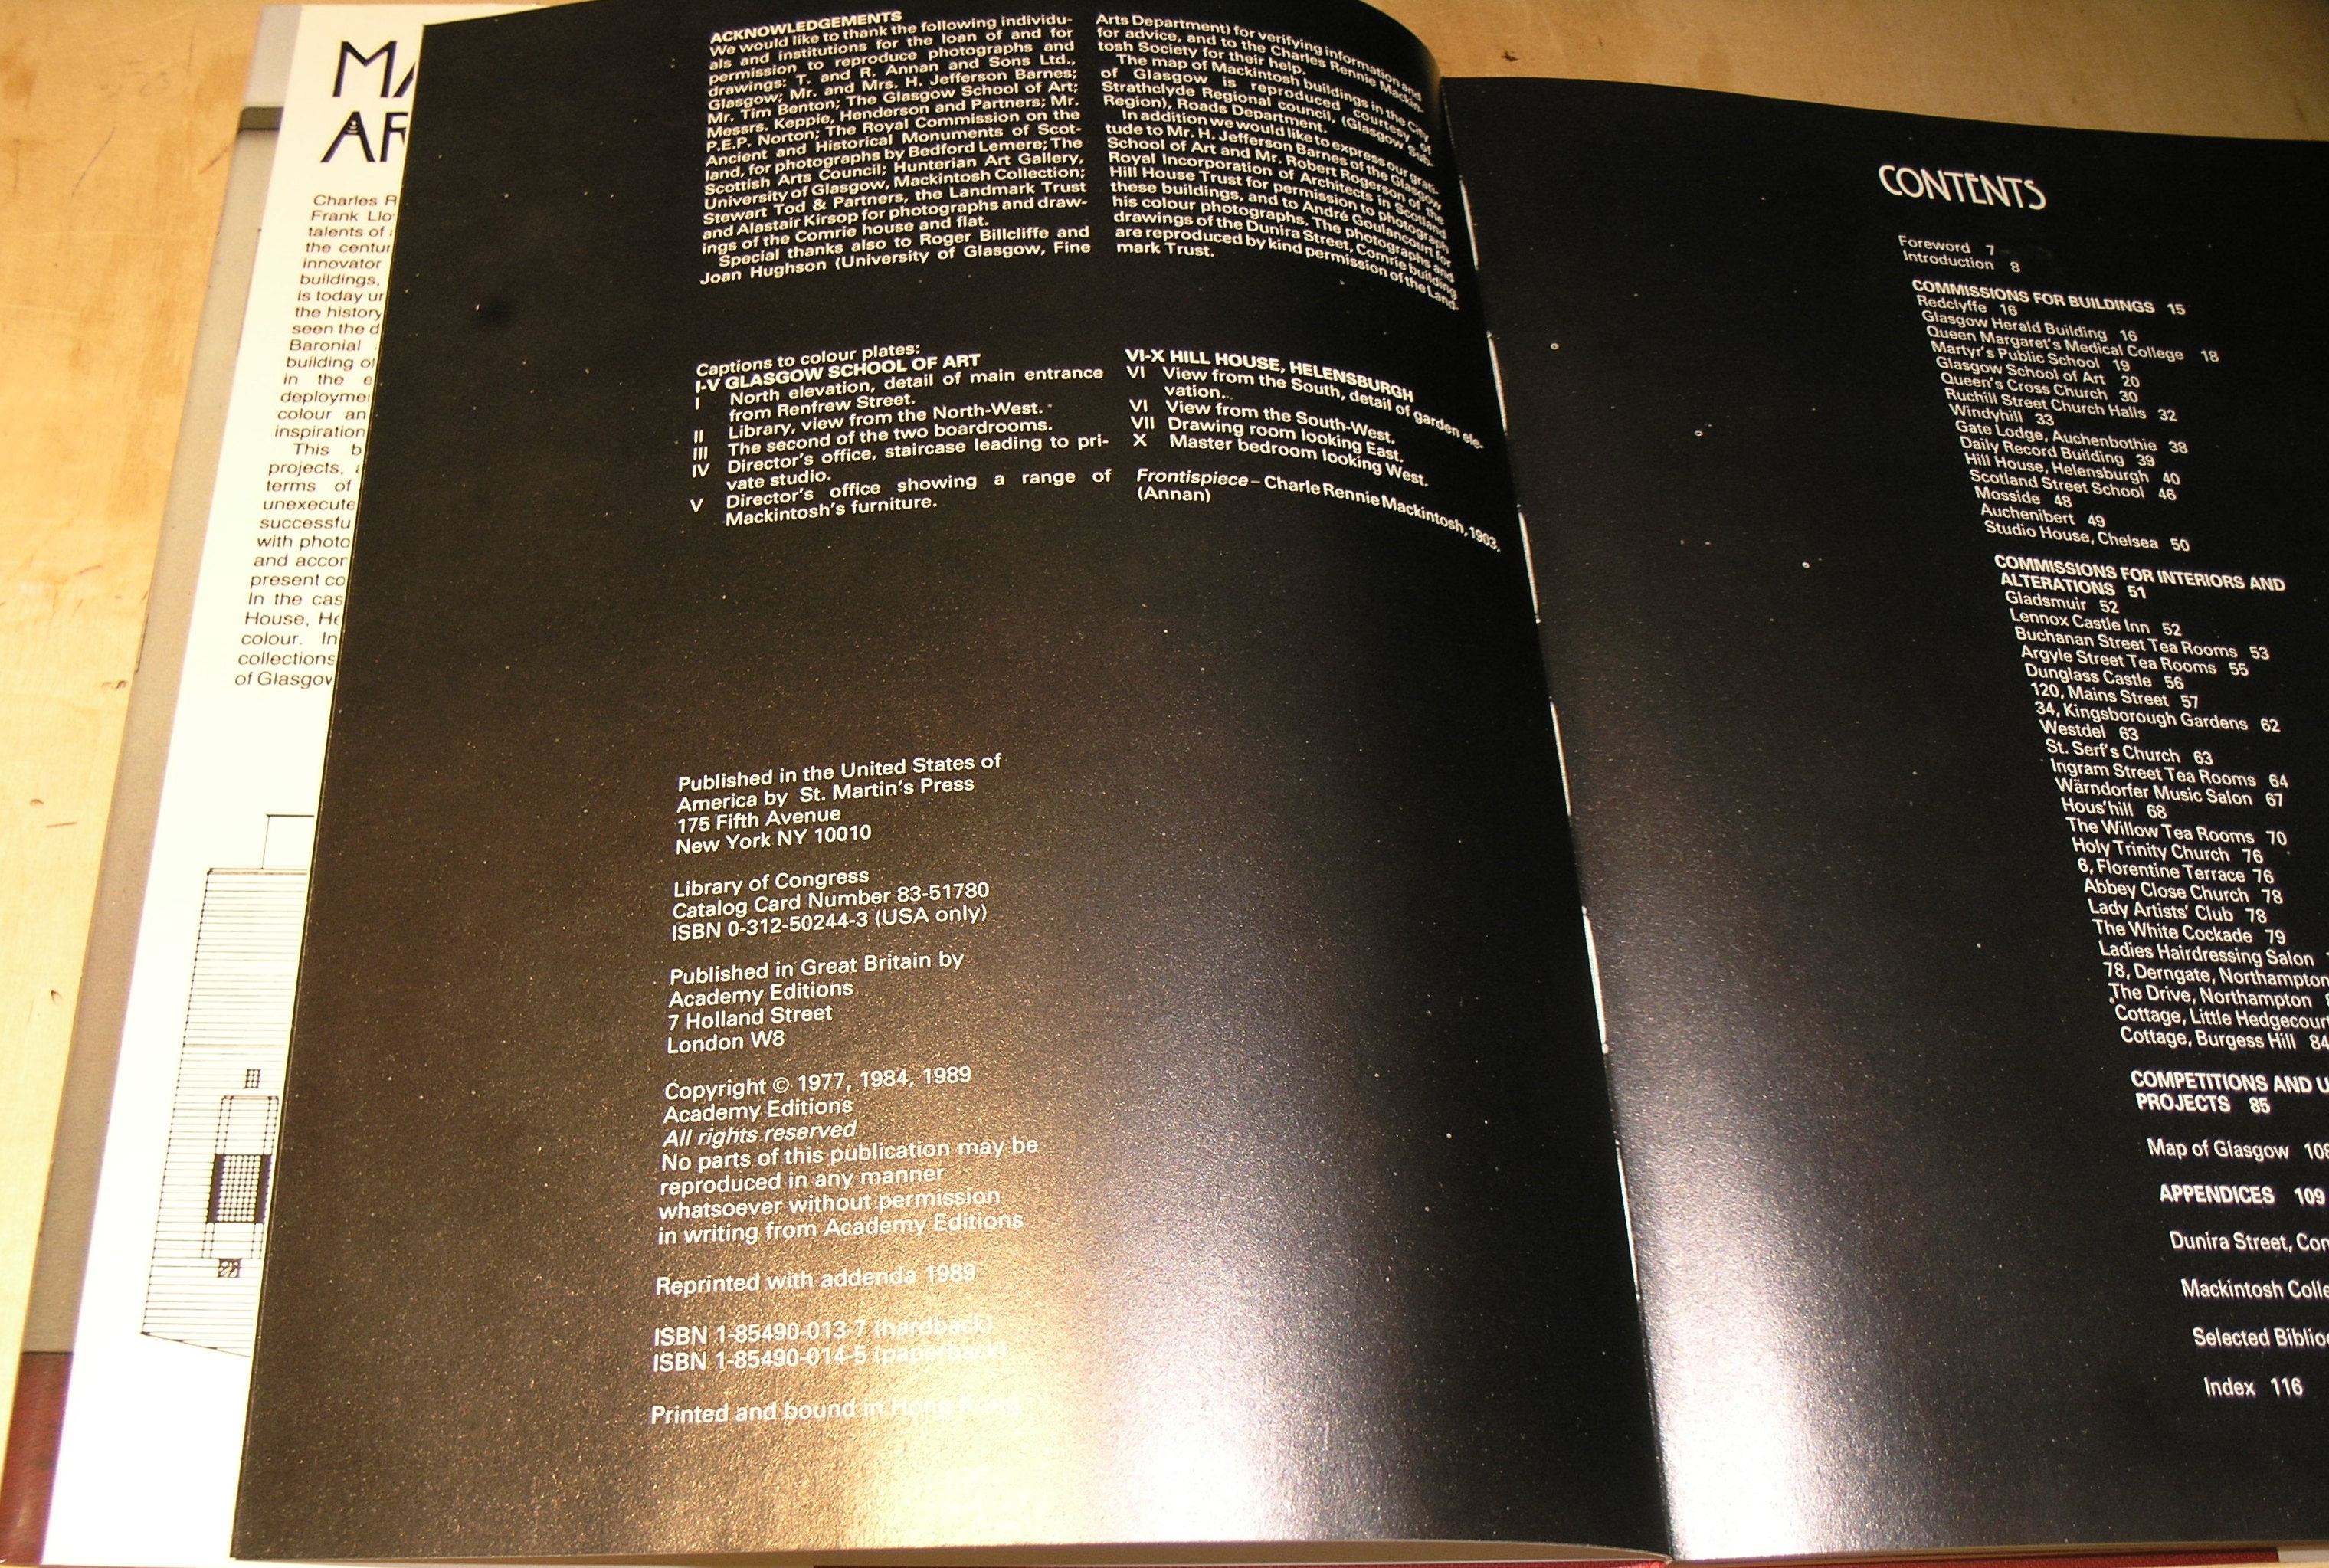 MA
AR
Charles R
Frank Llo
talents of
the centur
innovator
buildings,
is today ur
the history
seen the d
Baronial
building of
in the e
deployme
colour an
inspiration
This b
projects,
terms of
unexecute
successfu
with photo
and accor
present co
In the cas
House, He
colour. In
collections
of Glasgow
ACKNOWLEDGEMENTS
We would like to thank the following individu-
als and institutions for the loan of and for
permission to reproduce photographs and
drawings: T. and R. Annan and Sons Ltd.,
Glasgow; Mr. and Mrs. H. Jefferson Barnes;
Mr. Tim Benton; The Glasgow School of Art;
Messrs. Keppie, Henderson and Partners; Mr.
P.E.P. Norton; The Royal Commission on the
Ancient and Historical Monuments of Scot-
land, for photographs by Bedford Lemere; The
Scottish Arts Council; Hunterian Art Gallery,
University of Glasgow, Mackintosh Collection;
Stewart Tod & Partners, the Landmark Trust
and Alastair Kirsop for photographs and draw-
ings of the Comrie house and flat.
Special thanks also to Roger Billcliffe and
Joan Hughson (University of Glasgow, Fine
Arts Department) for verifying information and
for advice, and to the Charles Rennie Mackin-
tosh Society for their help.
The map of Mackintosh buildings in the City
of Glasgow is reproduced courtesy of
Strathclyde Regional council, (Glasgow Sub-
Region), Roads Department.
In addition we would like to express our grati-
tude to Mr. H. Jefferson Barnes of the Glasgow
School of Art and Mr. Robert Rogerson of the
Royal Incorporation of Architects in Scotland
Hill House Trust for permission to photograph
these buildings, and to André Goulancourt for
his colour photographs. The photographs and
drawings of the Dunira Street, Comrie building
are reproduced by kind permission of the Land-
mark Trust.
Captions to colour plates:
I-V GLASGOW SCHOOL OF ART
I North elevation, detail of main entrance
from Renfrew Street.
II Library, view from the North-West.
III The second of the two boardrooms.
IV Director's office, staircase leading to pri-
vate studio.
V Director's office showing a range of
Mackintosh's furniture.
VI-X HILL HOUSE, HELENSBURGH
VI View from the South, detail of garden ele-
vation.
VI View from the South-West.
VII Drawing room looking East.
X Master bedroom looking West.
Frontispiece – Charle Rennie Mackintosh, 1903.
(Annan)
Published in the United States of
America by St. Martin's Press
175 Fifth Avenue
New York NY 10010
Library of Congress
Catalog Card Number 83-51780
ISBN 0-312-50244-3 (USA only)
Published in Great Britain by
Academy Editions
7 Holland Street
London W8
Copyright © 1977, 1984, 1989
Academy Editions
All rights reserved
No parts of this publication may be
reproduced in any manner
whatsoever without permission
in writing from Academy Editions
Reprinted with addenda 1989
ISBN 1-85490-013-7 (hardback)
ISBN 1-85490-014-5 (paperback)
Printed and bound in Hong Kong
CONTENTS
Foreword 7
Introduction 8
COMMISSIONS FOR BUILDINGS 15
Redclyffe 16
Glasgow Herald Building 16
Queen Margaret's Medical College 18
Martyr's Public School 19
Glasgow School of Art 20
Queen's Cross Church 30
Ruchill Street Church Halls 32
Windyhill 33
Gate Lodge, Auchenbothie 38
Daily Record Building 39
Hill House, Helensburgh 40
Scotland Street School 46
Mosside 48
Auchenibert 49
Studio House, Chelsea 50
COMMISSIONS FOR INTERIORS AND
ALTERATIONS 51
Gladsmuir 52
Lennox Castle Inn 52
Buchanan Street Tea Rooms 53
Argyle Street Tea Rooms 55
Dunglass Castle 56
120, Mains Street 57
34, Kingsborough Gardens 62
Westdel 63
St. Serf's Church 63
Ingram Street Tea Rooms 64
Wärndorfer Music Salon 67
Hous'hill 68
The Willow Tea Rooms 70
Holy Trinity Church 76
6, Florentine Terrace 76
Abbey Close Church 78
Lady Artists' Club 78
The White Cockade 79
Ladies Hairdressing Salon
78, Derngate, Northampton
The Drive, Northampton
Cottage, Little Hedgecourt
Cottage, Burgess Hill 84
COMPETITIONS AND U
PROJECTS 85
Map of Glasgow 108
APPENDICES 109
Dunira Street, Com
Mackintosh Colle
Selected Biblio
Index 116